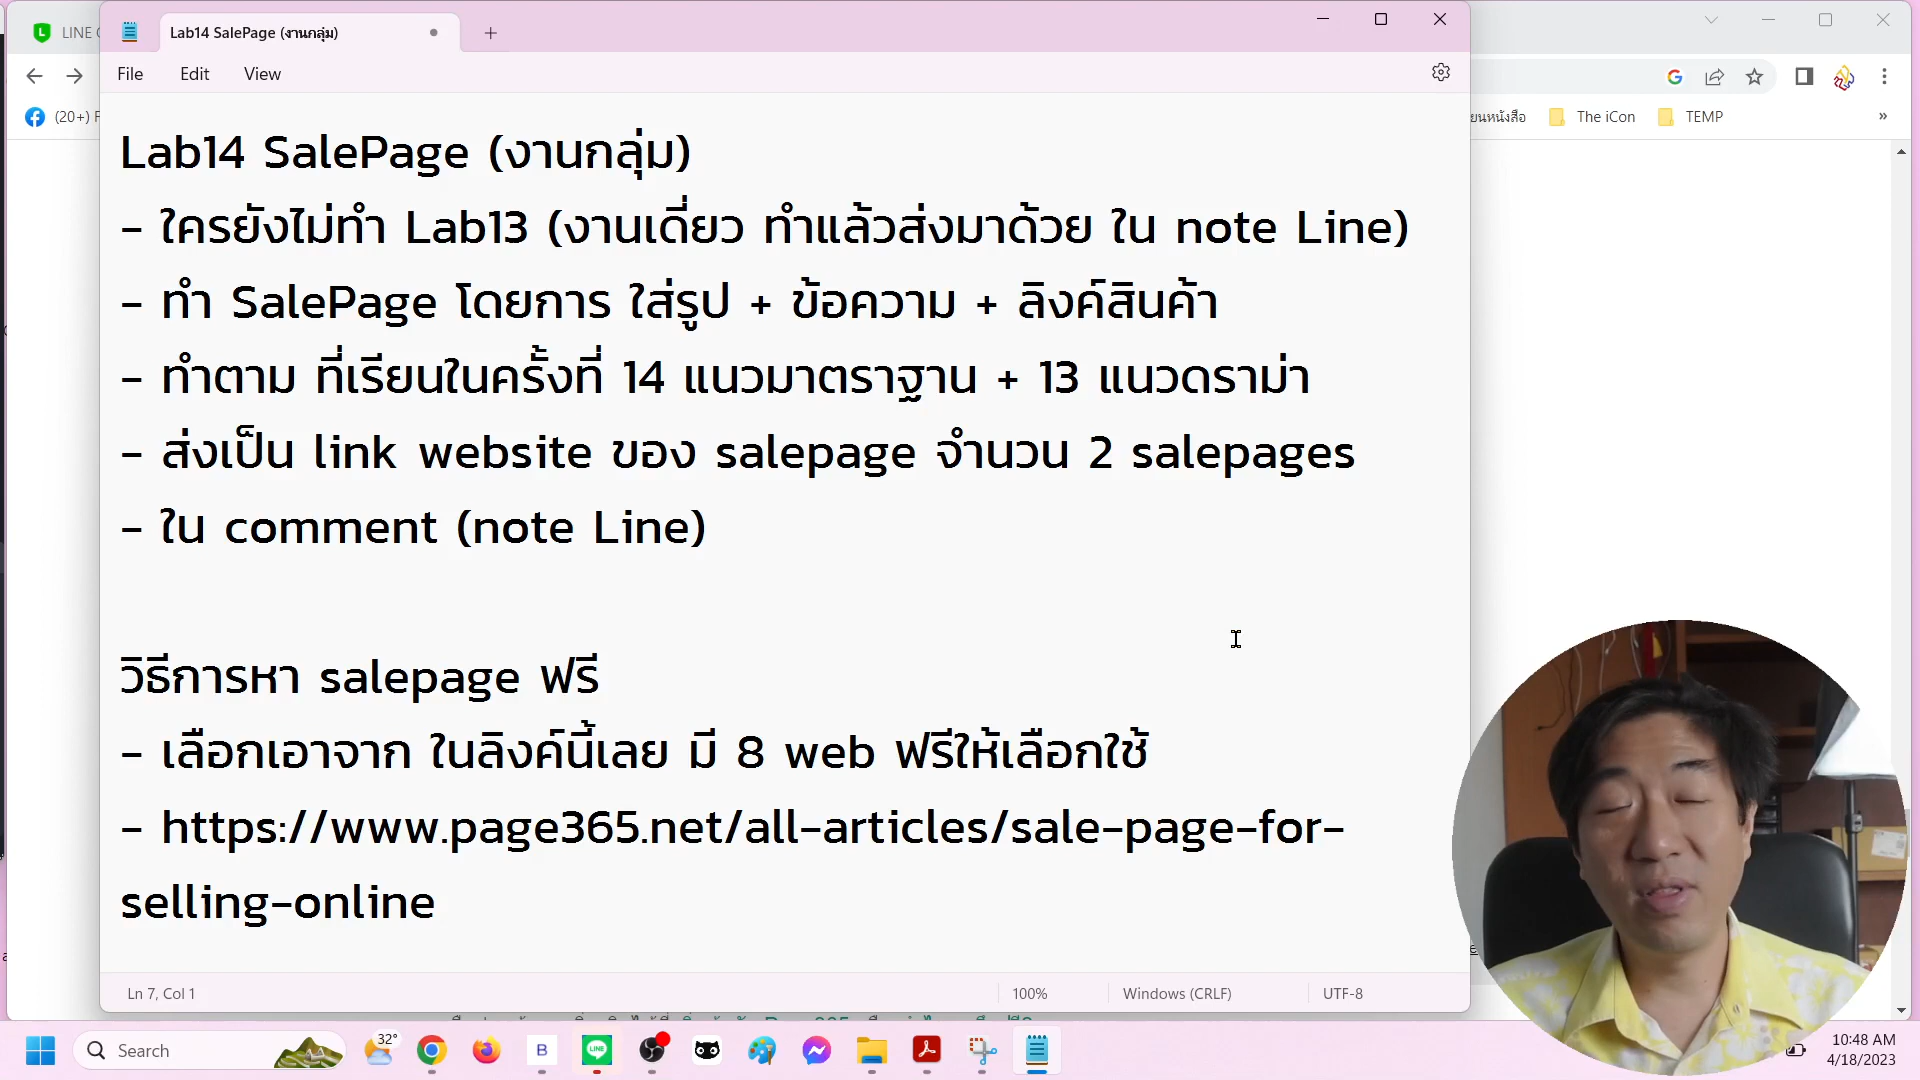 LINE
Lab14 SalePage (งานกลุ่ม)
File Edit View
(20+) F
ยนหนังสือ The iCon TEMP »
Lab14 SalePage (งานกลุ่ม)
- ใครยังไม่ทำ Lab13 (งานเดี่ยว ทำแล้วส่งมาด้วย ใน note Line)
- ทำ SalePage โดยการ ใส่รูป + ข้อความ + ลิงค์สินค้า
- ทำตาม ที่เรียนในครั้งที่ 14 แนวมาตราฐาน + 13 แนวดราม่า
- ส่งเป็น link website ของ salepage จำนวน 2 salepages
- ใน comment (note Line)
วิธีการหา salepage ฟรี
- เลือกเอาจาก ในลิงค์นี้เลย มี 8 web ฟรีให้เลือกใช้
- https://www.page365.net/all-articles/sale-page-for-
selling-online
Ln 7, Col 1 100% Windows (CRLF) UTF-8
Search 32° B LINE
10:48 AM
4/18/2023